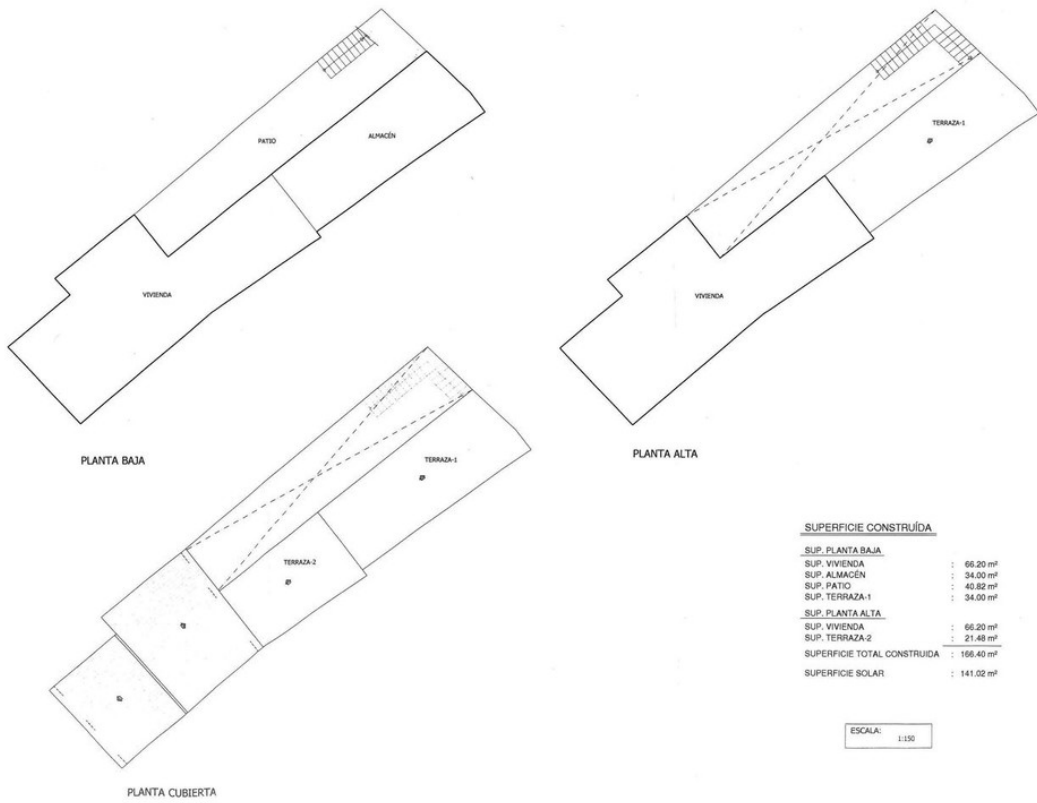 PATIO
ALMACÉN
VIVIENDA
PLANTA BAJA
TERRAZA-1
VIVIENDA
PLANTA ALTA
TERRAZA-1
TERRAZA-2
PLANTA CUBIERTA
SUPERFICIE CONSTRUÍDA
SUP. PLANTA BAJA
SUP. VIVIENDA : 66.20 m²
SUP. ALMACÉN : 34.00 m²
SUP. PATIO : 40.82 m²
SUP. TERRAZA-1 : 34.00 m²
SUP. PLANTA ALTA
SUP. VIVIENDA : 66.20 m²
SUP. TERRAZA-2 : 21.48 m²
SUPERFICIE TOTAL CONSTRUIDA : 166.40 m²
SUPERFICIE SOLAR : 141.02 m²
ESCALA: 1:150